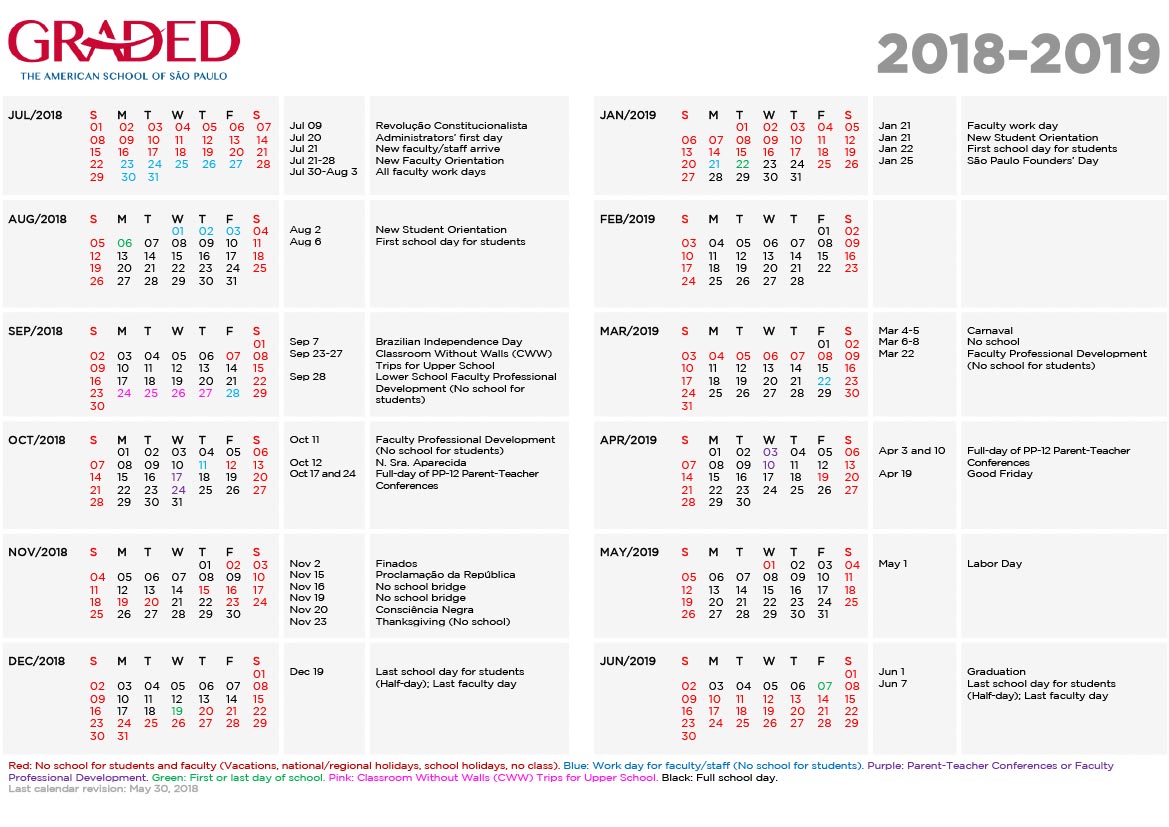 GRADED
THE AMERICAN SCHOOL OF SÃO PAULO
2018-2019
JUL/2018 S M T W T F S
01 02 03 04 05 06 07
08 09 10 11 12 13 14
15 16 17 18 19 20 21
22 23 24 25 26 27 28
29 30 31
Jul 09 Revolução Constitucionalista
Jul 20 Administrators' first day
Jul 21 New faculty/staff arrive
Jul 21-28 New Faculty Orientation
Jul 30-Aug 3 All faculty work days
AUG/2018 S M T W T F S
01 02 03 04
05 06 07 08 09 10 11
12 13 14 15 16 17 18
19 20 21 22 23 24 25
26 27 28 29 30 31
Aug 2 New Student Orientation
Aug 6 First school day for students
SEP/2018 S M T W T F S
01
02 03 04 05 06 07 08
09 10 11 12 13 14 15
16 17 18 19 20 21 22
23 24 25 26 27 28 29
30
Sep 7 Brazilian Independence Day
Sep 23-27 Classroom Without Walls (CWW)
Trips for Upper School
Sep 28 Lower School Faculty Professional
Development (No school for
students)
OCT/2018 S M T W T F S
01 02 03 04 05 06
07 08 09 10 11 12 13
14 15 16 17 18 19 20
21 22 23 24 25 26 27
28 29 30 31
Oct 11 Faculty Professional Development
(No school for students)
Oct 12 N. Sra. Aparecida
Oct 17 and 24 Full-day of PP-12 Parent-Teacher
Conferences
NOV/2018 S M T W T F S
01 02 03
04 05 06 07 08 09 10
11 12 13 14 15 16 17
18 19 20 21 22 23 24
25 26 27 28 29 30
Nov 2 Finados
Nov 15 Proclamação da República
Nov 16 No school bridge
Nov 19 No school bridge
Nov 20 Consciência Negra
Nov 23 Thanksgiving (No school)
DEC/2018 S M T W T F S
01
02 03 04 05 06 07 08
09 10 11 12 13 14 15
16 17 18 19 20 21 22
23 24 25 26 27 28 29
30 31
Dec 19 Last school day for students
(Half-day); Last faculty day
JAN/2019 S M T W T F S
01 02 03 04 05
06 07 08 09 10 11 12
13 14 15 16 17 18 19
20 21 22 23 24 25 26
27 28 29 30 31
Jan 21 Faculty work day
Jan 21 New Student Orientation
Jan 22 First school day for students
Jan 25 São Paulo Founders' Day
FEB/2019 S M T W T F S
01 02
03 04 05 06 07 08 09
10 11 12 13 14 15 16
17 18 19 20 21 22 23
24 25 26 27 28
MAR/2019 S M T W T F S
01 02
03 04 05 06 07 08 09
10 11 12 13 14 15 16
17 18 19 20 21 22 23
24 25 26 27 28 29 30
31
Mar 4-5 Carnaval
Mar 6-8 No school
Mar 22 Faculty Professional Development
(No school for students)
APR/2019 S M T W T F S
01 02 03 04 05 06
07 08 09 10 11 12 13
14 15 16 17 18 19 20
21 22 23 24 25 26 27
28 29 30
Apr 3 and 10 Full-day of PP-12 Parent-Teacher
Conferences
Apr 19 Good Friday
MAY/2019 S M T W T F S
01 02 03 04
05 06 07 08 09 10 11
12 13 14 15 16 17 18
19 20 21 22 23 24 25
26 27 28 29 30 31
May 1 Labor Day
JUN/2019 S M T W T F S
01
02 03 04 05 06 07 08
09 10 11 12 13 14 15
16 17 18 19 20 21 22
23 24 25 26 27 28 29
30
Jun 1 Graduation
Jun 7 Last school day for students
(Half-day); Last faculty day
Red: No school for students and faculty (Vacations, national/regional holidays, school holidays, no class). Blue: Work day for faculty/staff (No school for students). Purple: Parent-Teacher Conferences or Faculty
Professional Development. Green: First or last day of school. Pink: Classroom Without Walls (CWW) Trips for Upper School. Black: Full school day.
Last calendar revision: May 30, 2018